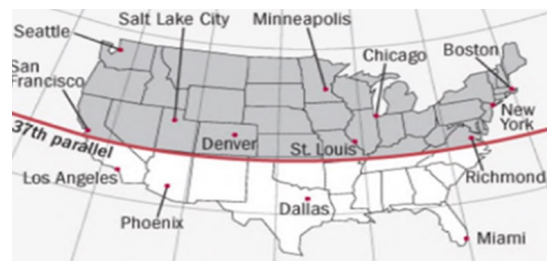 Seattle
Salt Lake City
Minneapolis
Chicago
Boston
San
Francisco
New
York
37th parallel
Denver
St. Louis
Los Angeles
Richmond
Phoenix
Dallas
Miami